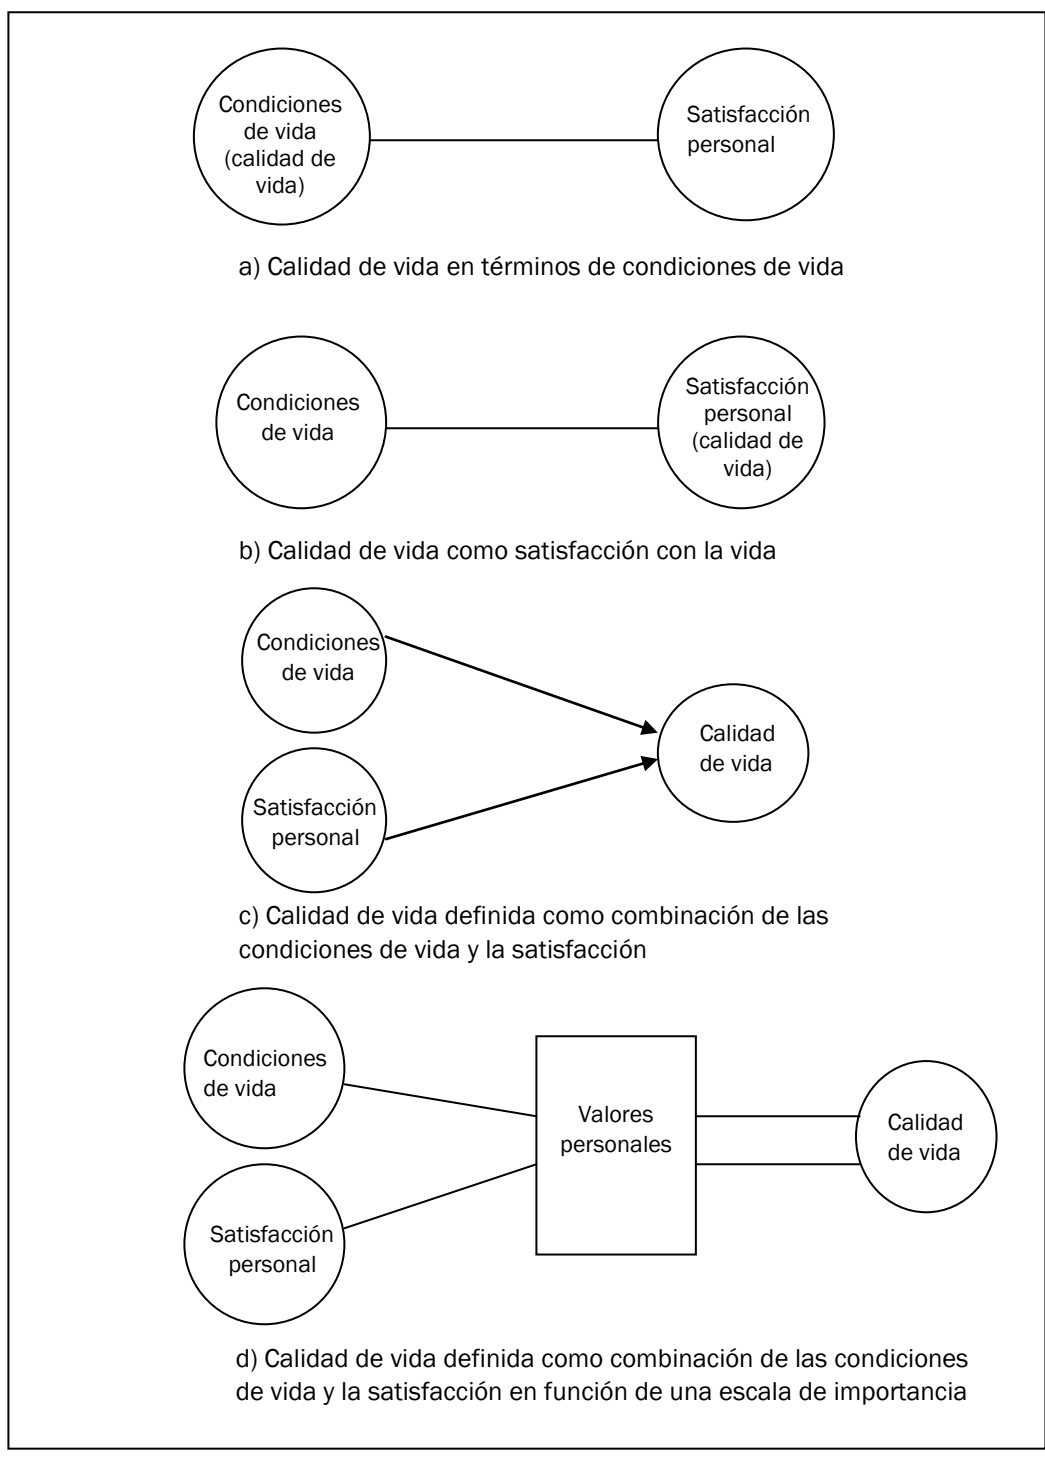 Condiciones
de vida
(calidad de
vida)
Satisfacción
personal
a) Calidad de vida en términos de condiciones de vida
Condiciones
de vida
Satisfacción
personal
(calidad de
vida)
b) Calidad de vida como satisfacción con la vida
Condiciones
de vida
Satisfacción
personal
Calidad
de vida
c) Calidad de vida definida como combinación de las
condiciones de vida y la satisfacción
Condiciones
de vida
Satisfacción
personal
Valores
personales
Calidad
de vida
d) Calidad de vida definida como combinación de las condiciones
de vida y la satisfacción en función de una escala de importancia